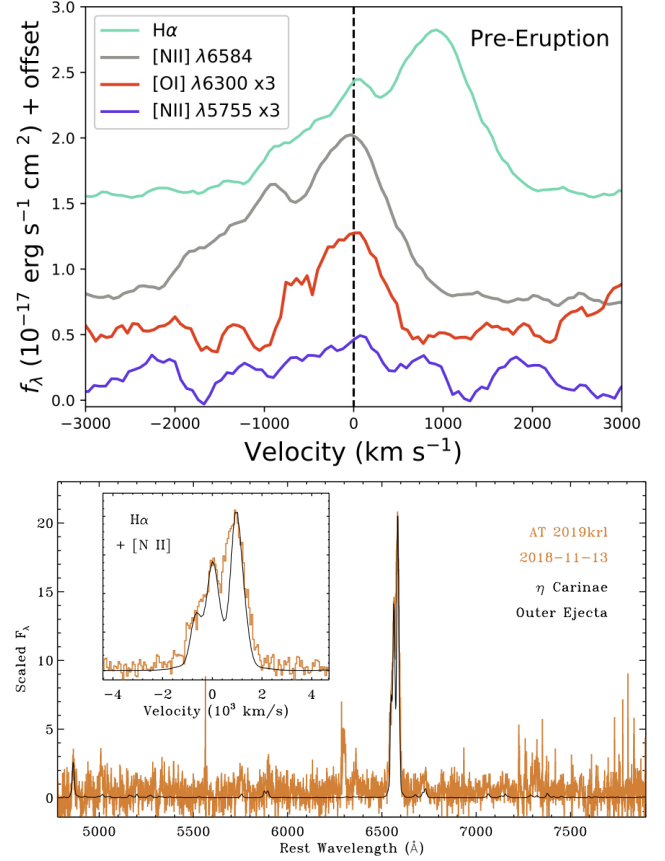 3.0
2.5
2.0
1.5
1.0
0.5
0.0
f_λ (10⁻¹⁷ erg s⁻¹ cm⁻²) + offset
Hα
[NII] λ6584
[OI] λ6300 x3
[NII] λ5755 x3
Pre-Eruption
−3000 −2000 −1000 0 1000 2000 3000
Velocity (km s⁻¹)
20
15
10
5
0
Scaled F_λ
Hα
+ [N II]
−4 −2 0 2 4
Velocity (10³ km/s)
AT 2019krl
2018-11-13
η Carinae
Outer Ejecta
5000 5500 6000 6500 7000 7500
Rest Wavelength (Å)